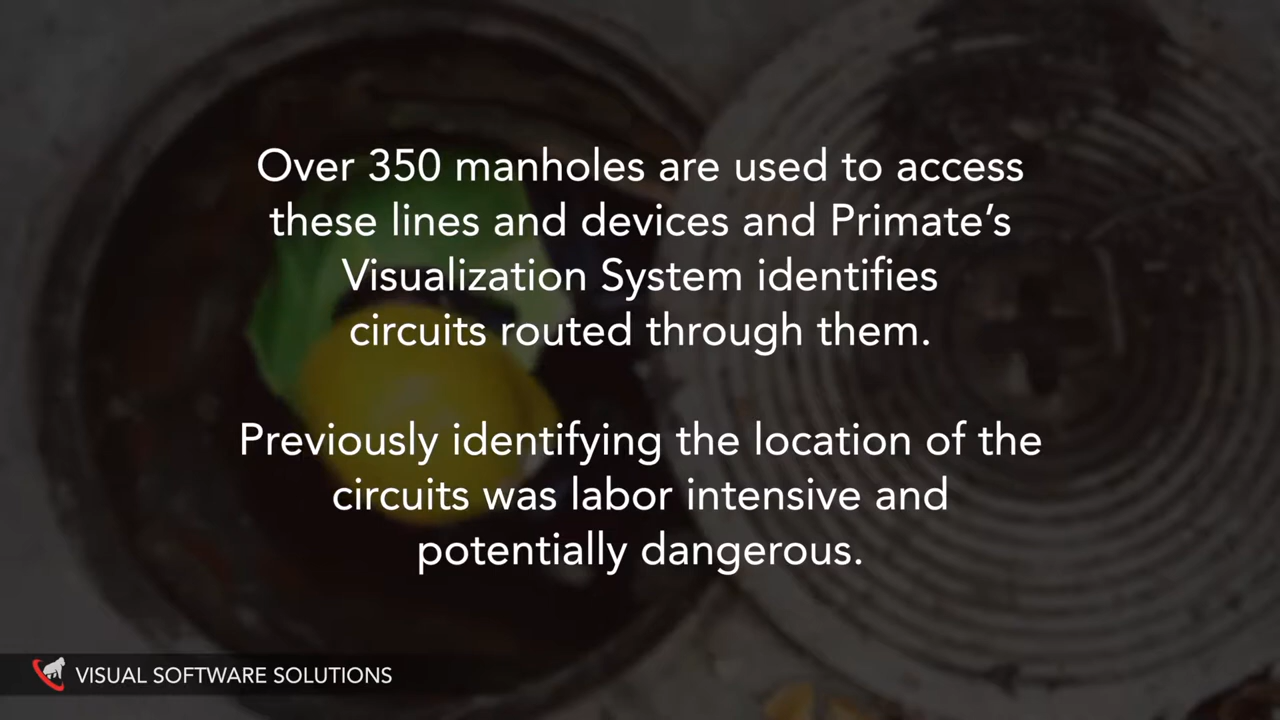 Over 350 manholes are used to access
these lines and devices and Primate’s
Visualization System identifies
circuits routed through them.
Previously identifying the location of the
circuits was labor intensive and
potentially dangerous.
VISUAL SOFTWARE SOLUTIONS